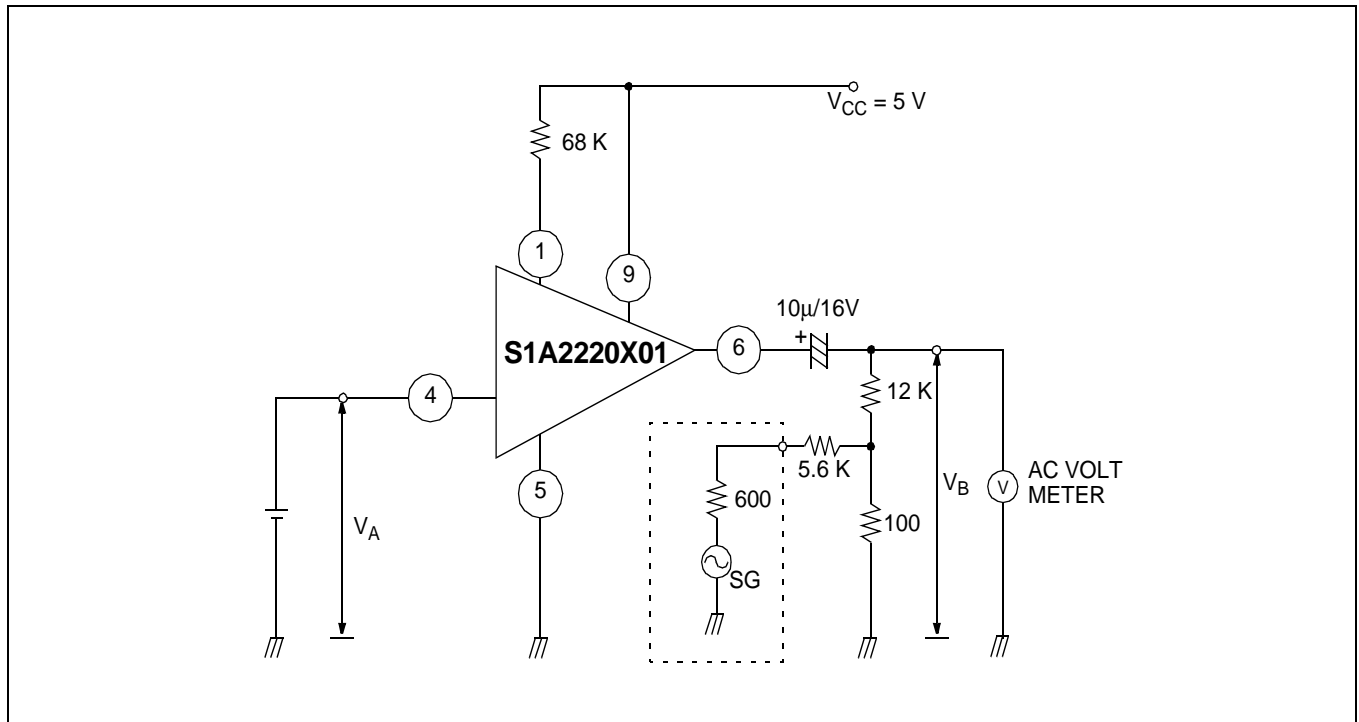 V_CC = 5 V
68 K
1
9
10μ/16V
+
S1A2220X01
6
4
12 K
5.6 K
AC VOLT
METER
V
V_B
5
600
100
V_A
SG